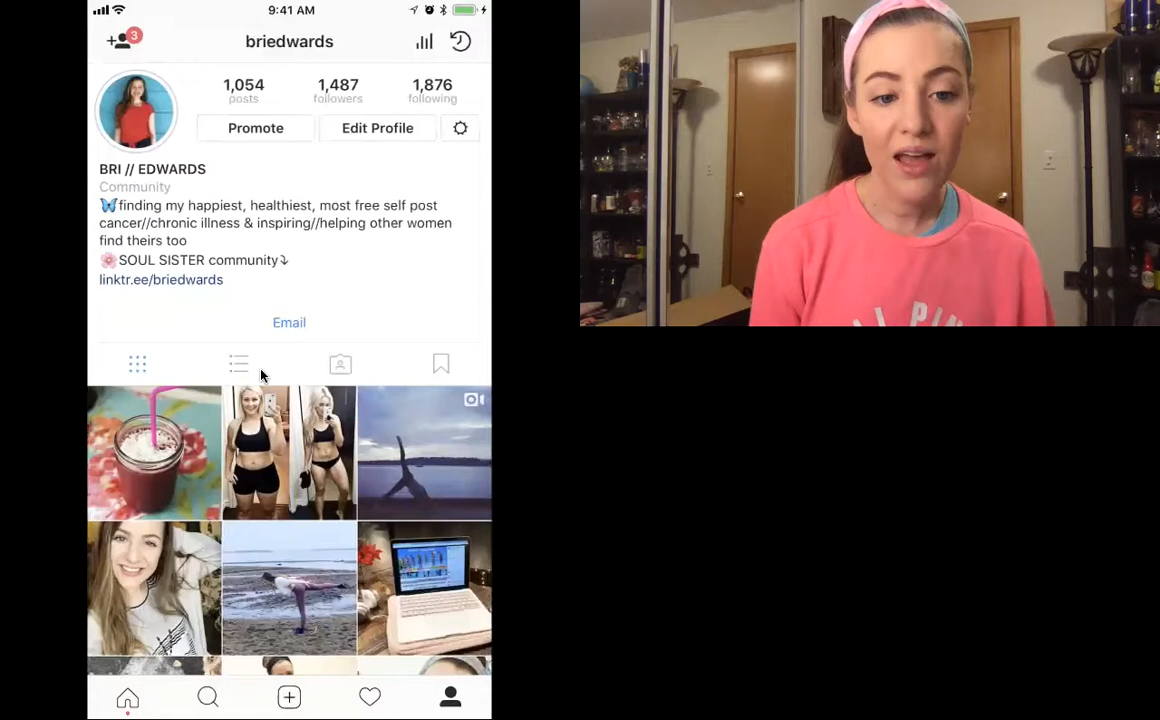 9:41 AM
3
briedwards
1,054
posts
1,487
followers
1,876
following
Promote
Edit Profile
BRI // EDWARDS
Community
🦋finding my happiest, healthiest, most free self post
cancer//chronic illness & inspiring//helping other women
find theirs too
🌸SOUL SISTER community⤵
linktr.ee/briedwards
Email